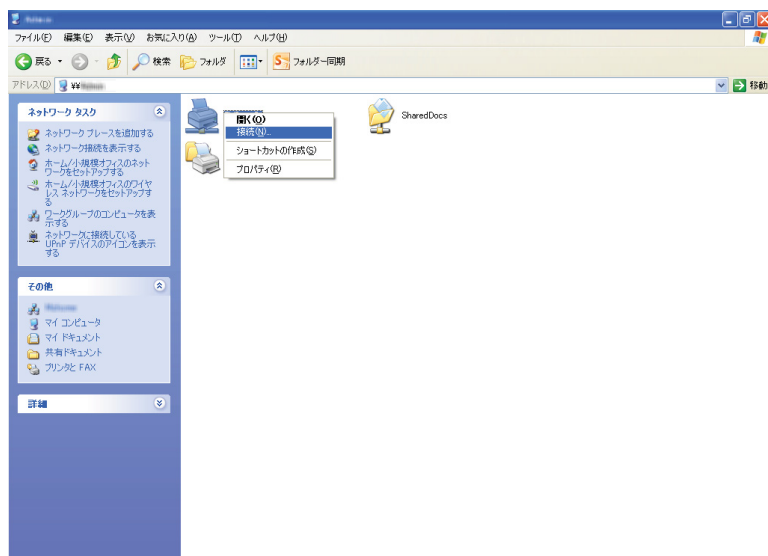 ファイル(F) 編集(E) 表示(V) お気に入り(A) ツール(T) ヘルプ(H)
戻る 検索 フォルダ フォルダー同期
アドレス(D) ¥¥ 移動
ネットワーク タスク
ネットワーク プレースを追加する
ネットワーク接続を表示する
ホーム/小規模オフィスのネット
ワークをセットアップする
ホーム/小規模オフィスのワイヤ
レス ネットワークをセットアップす
る
ワークグループのコンピュータを表
示する
ネットワークに接続している
UPnP デバイスのアイコンを表示
する
その他
マイ コンピュータ
マイ ドキュメント
共有ドキュメント
プリンタと FAX
詳細
開く(O)
接続(N)...
ショートカットの作成(S)
プロパティ(R)
SharedDocs